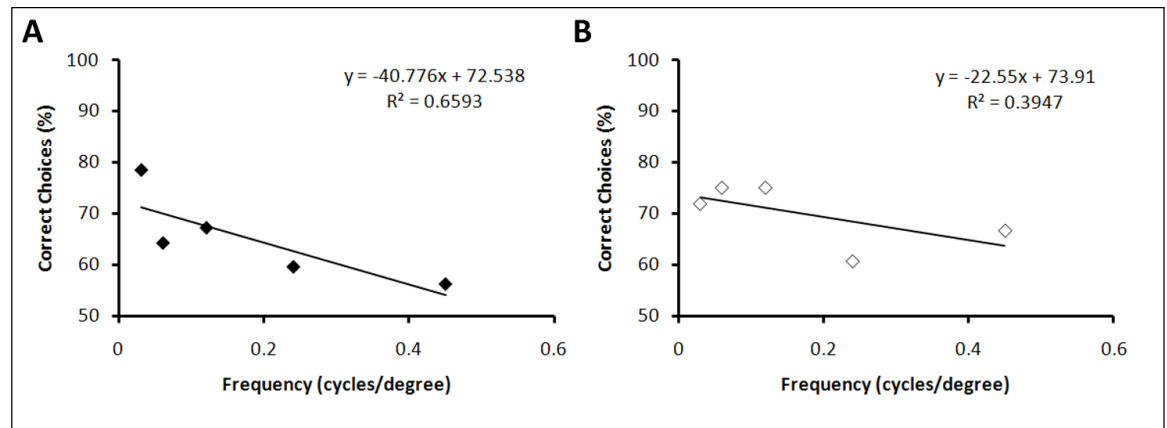 A
y = -40.776x + 72.538
R² = 0.6593
Correct Choices (%)
100
90
80
70
60
50
0 0.2 0.4 0.6
Frequency (cycles/degree)
B
y = -22.55x + 73.91
R² = 0.3947
Correct Choices (%)
100
90
80
70
60
50
0 0.2 0.4 0.6
Frequency (cycles/degree)